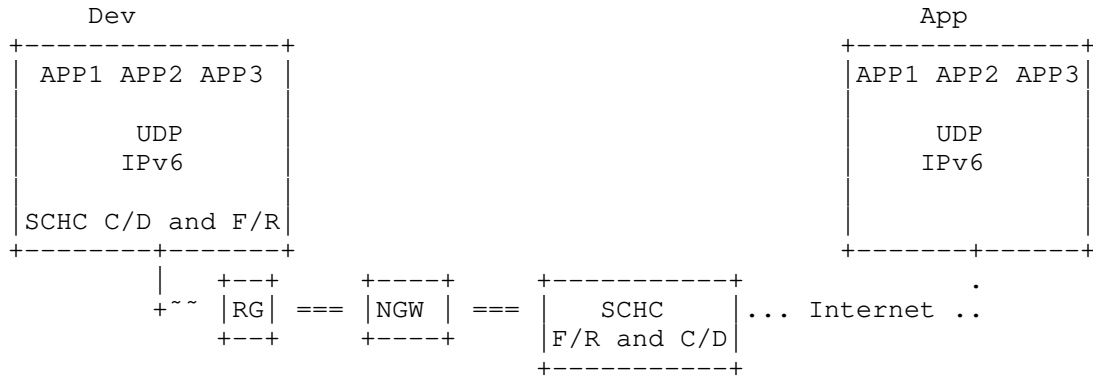 Dev App
APP1 APP2 APP3 APP1 APP2 APP3
UDP UDP
IPv6 IPv6
SCHC C/D and F/R
+~~ |RG| === |NGW | === | SCHC |... Internet ..
F/R and C/D